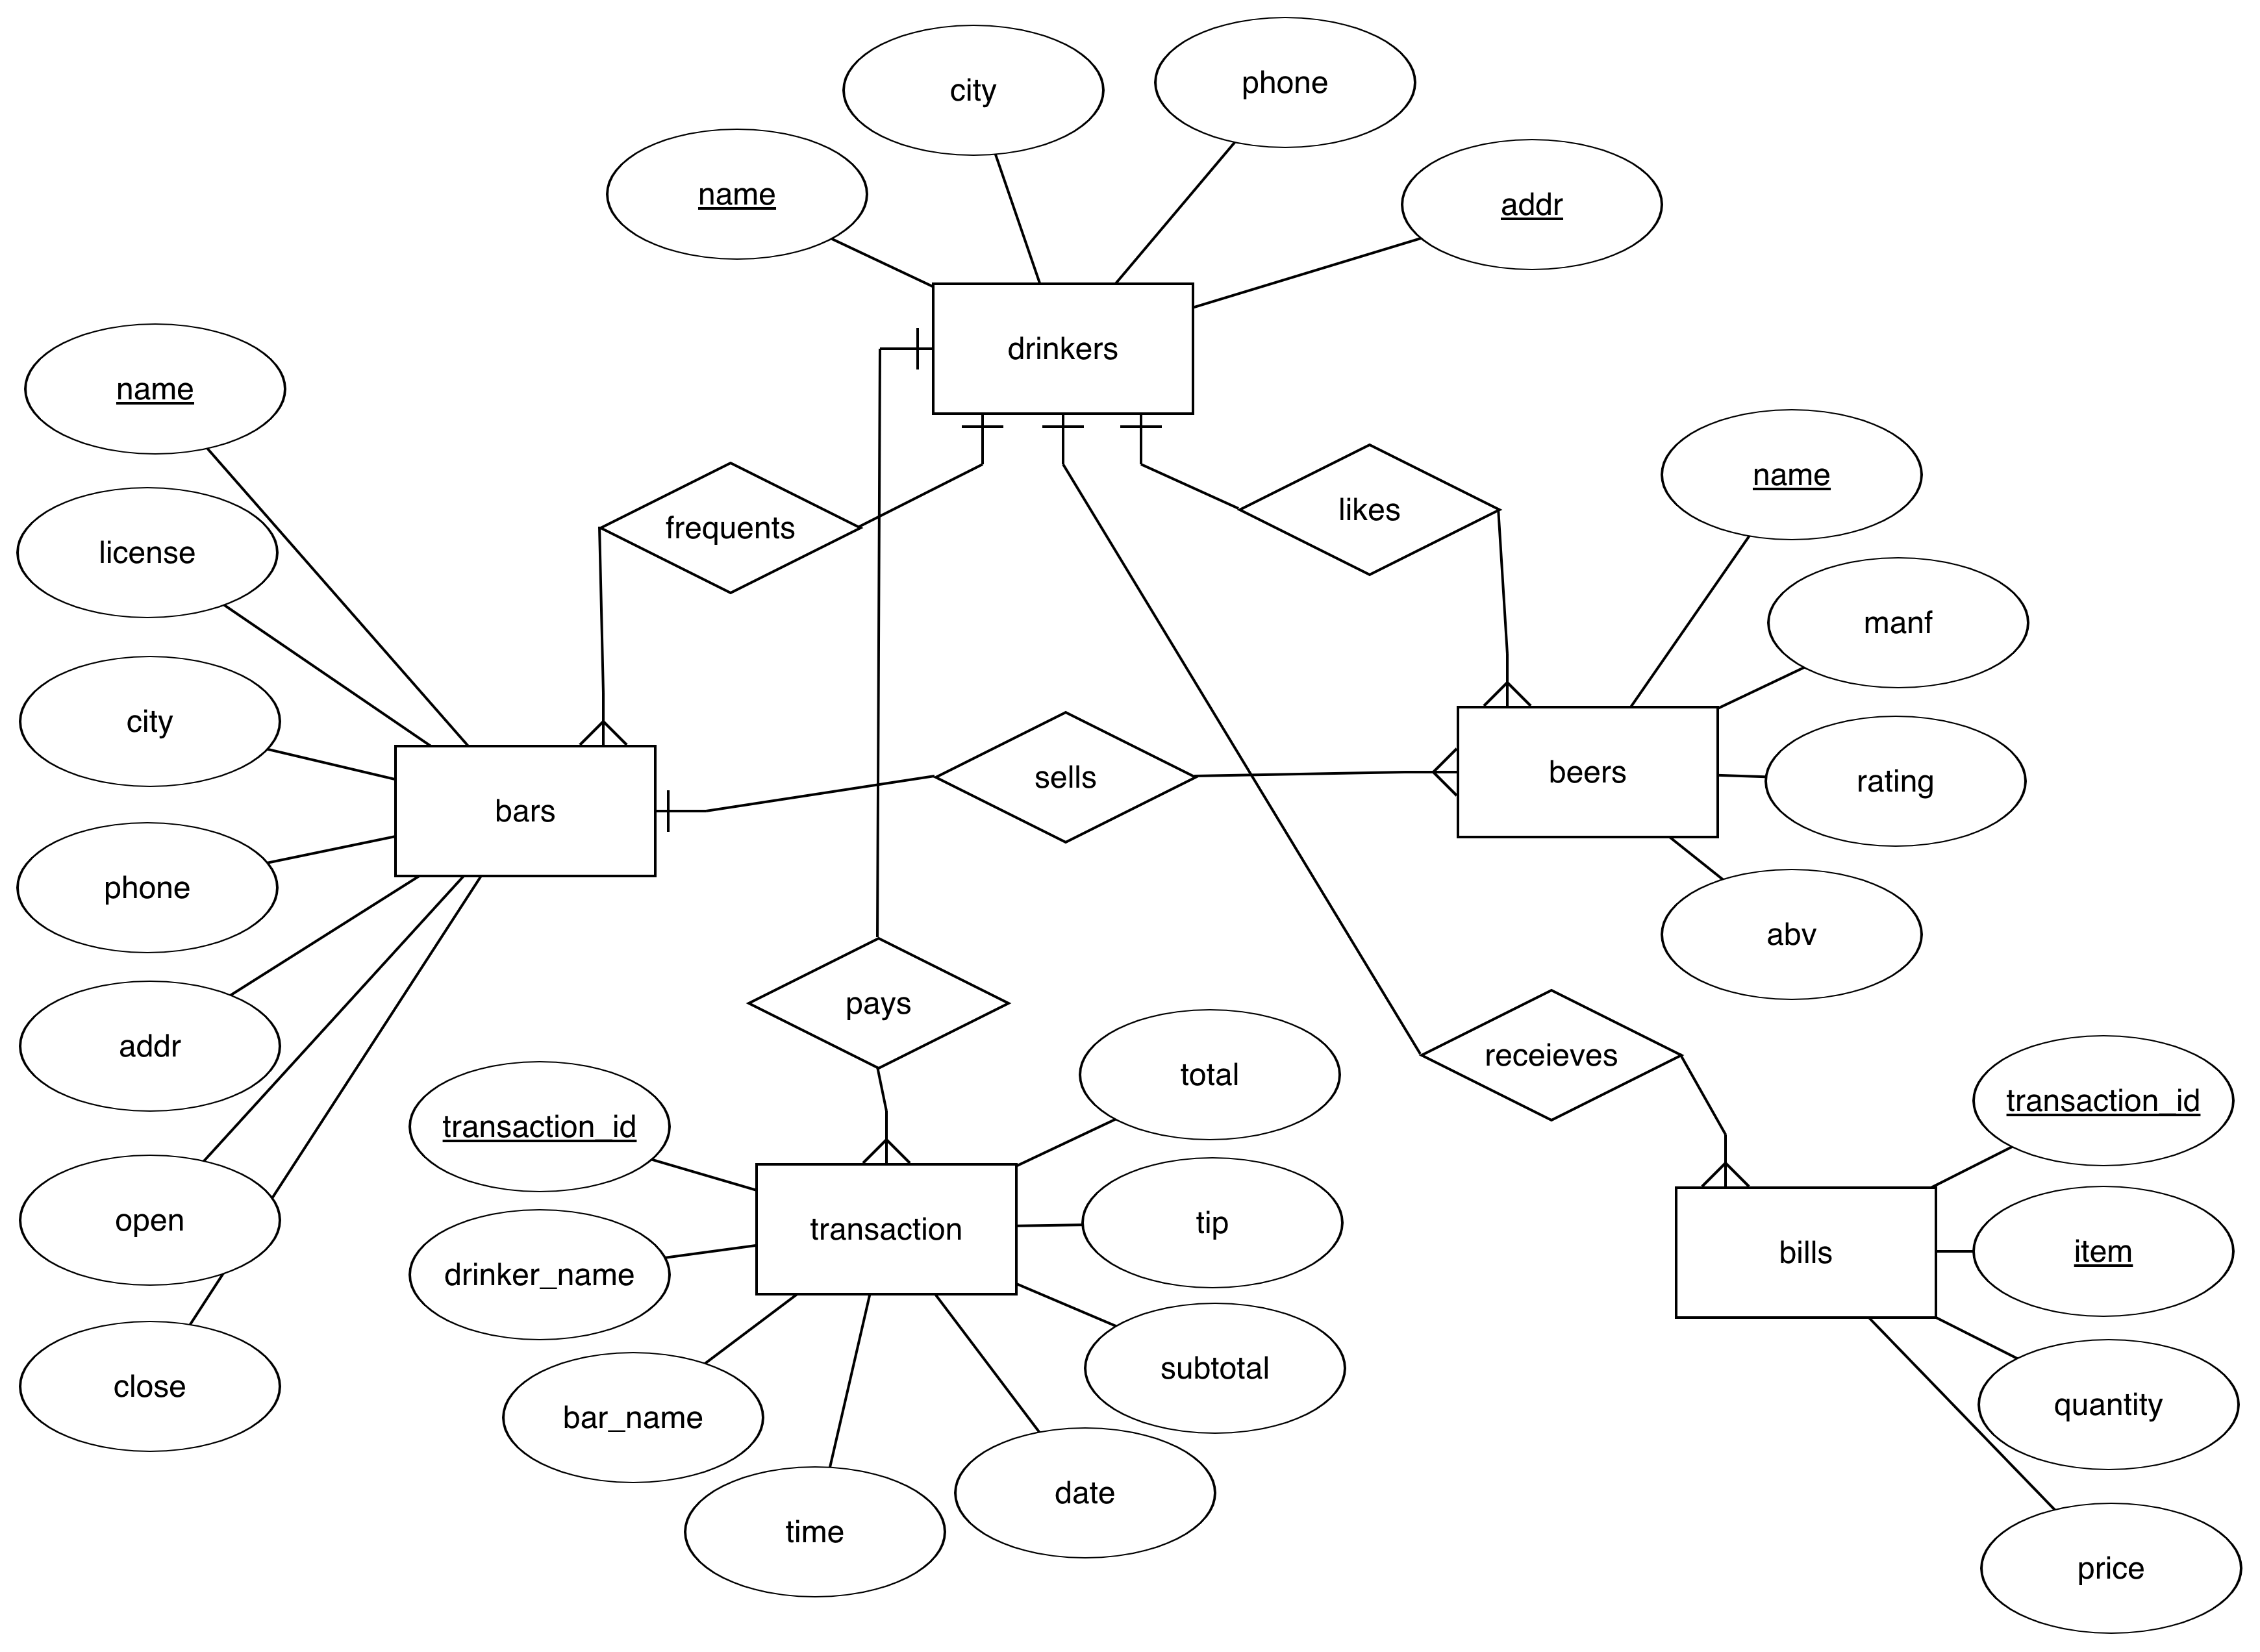 city
phone
name
addr
drinkers
name
name
license
frequents
likes
manf
city
bars
sells
beers
rating
phone
abv
addr
pays
receieves
total
transaction_id
transaction_id
open
drinker_name
transaction
tip
bills
item
close
bar_name
subtotal
quantity
time
date
price